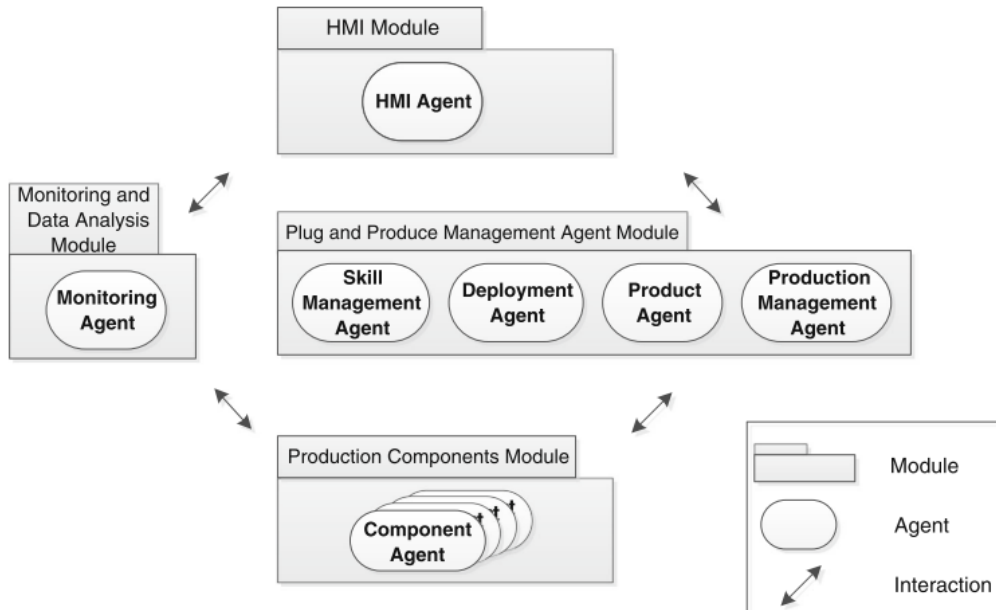 HMI Module
HMI Agent
Monitoring and
Data Analysis
Module
Monitoring
Agent
Plug and Produce Management Agent Module
Skill
Management
Agent
Deployment
Agent
Product
Agent
Production
Management
Agent
Production Components Module
Component
Agent
t
t
t
Module
Agent
Interaction